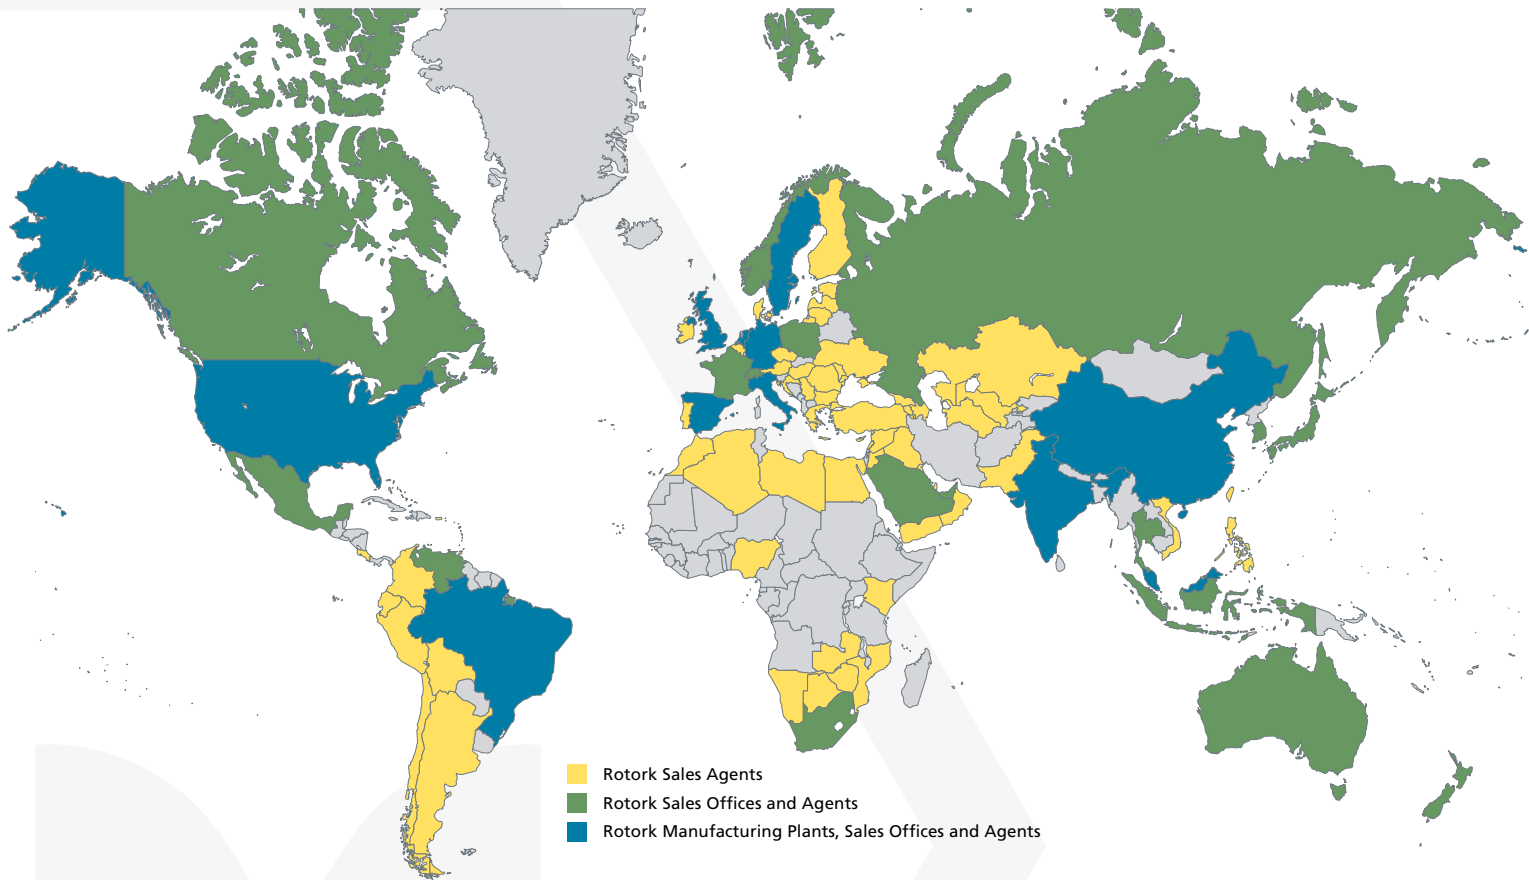 Rotork Sales Agents
Rotork Sales Offices and Agents
Rotork Manufacturing Plants, Sales Offices and Agents